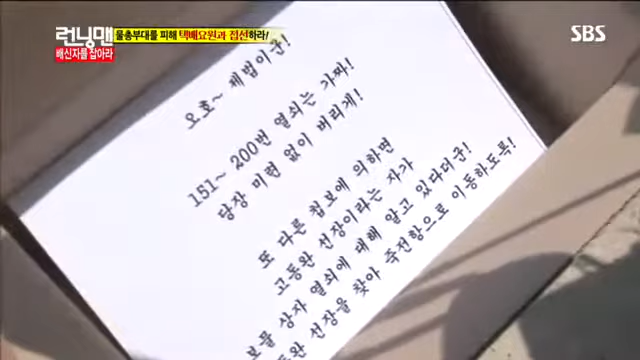 런닝맨
배신자를 잡아라
물총부대를 피해 택배요원과 접선하라!
SBS
오호~ 제법이군!
151~ 200번 열쇠는 가짜!
당장 미련 없이 버리게!
또 다른 첩보에 의하면
고동완 선장이라는 자가
보물 상자 열쇠에 대해 알고 있다더군!
동완 선장을 찾아 죽전항으로 이동하도록!